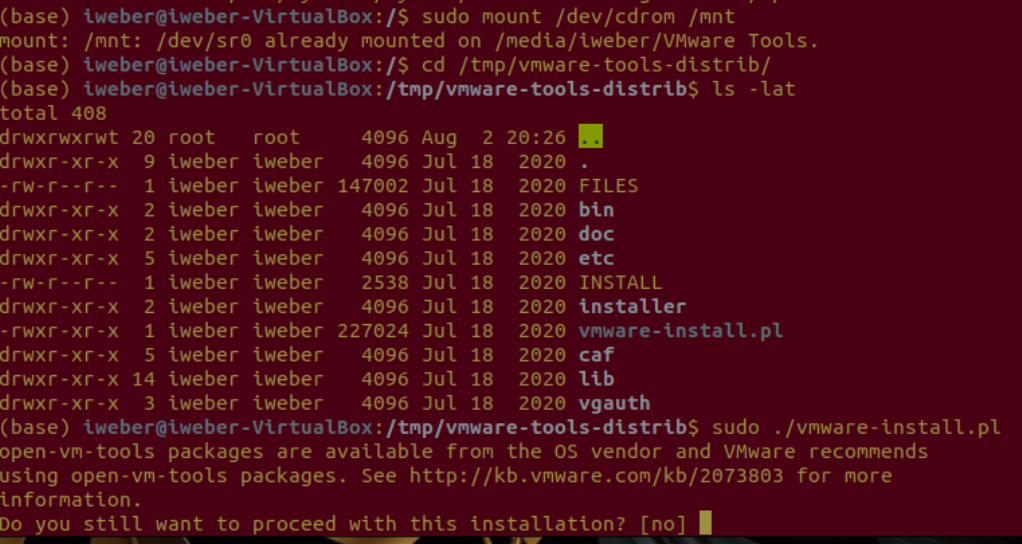 (base) iweber@iweber-VirtualBox:/$ sudo mount /dev/cdrom /mnt
mount: /mnt: /dev/sr0 already mounted on /media/iweber/VMware Tools.
(base) iweber@iweber-VirtualBox:/$ cd /tmp/vmware-tools-distrib/
(base) iweber@iweber-VirtualBox:/tmp/vmware-tools-distrib$ ls -lat
total 408
drwxrwxrwt 20 root   root     4096 Aug  2 20:26 ..
drwxr-xr-x  9 iweber iweber   4096 Jul 18  2020 .
-rw-r--r--  1 iweber iweber 147002 Jul 18  2020 FILES
drwxr-xr-x  2 iweber iweber   4096 Jul 18  2020 bin
drwxr-xr-x  2 iweber iweber   4096 Jul 18  2020 doc
drwxr-xr-x  5 iweber iweber   4096 Jul 18  2020 etc
-rw-r--r--  1 iweber iweber   2538 Jul 18  2020 INSTALL
drwxr-xr-x  2 iweber iweber   4096 Jul 18  2020 installer
-rwxr-xr-x  1 iweber iweber 227024 Jul 18  2020 vmware-install.pl
drwxr-xr-x  5 iweber iweber   4096 Jul 18  2020 caf
drwxr-xr-x 14 iweber iweber   4096 Jul 18  2020 lib
drwxr-xr-x  3 iweber iweber   4096 Jul 18  2020 vgauth
(base) iweber@iweber-VirtualBox:/tmp/vmware-tools-distrib$ sudo ./vmware-install.pl
open-vm-tools packages are available from the OS vendor and VMware recommends
using open-vm-tools packages. See http://kb.vmware.com/kb/2073803 for more
information.
Do you still want to proceed with this installation? [no]